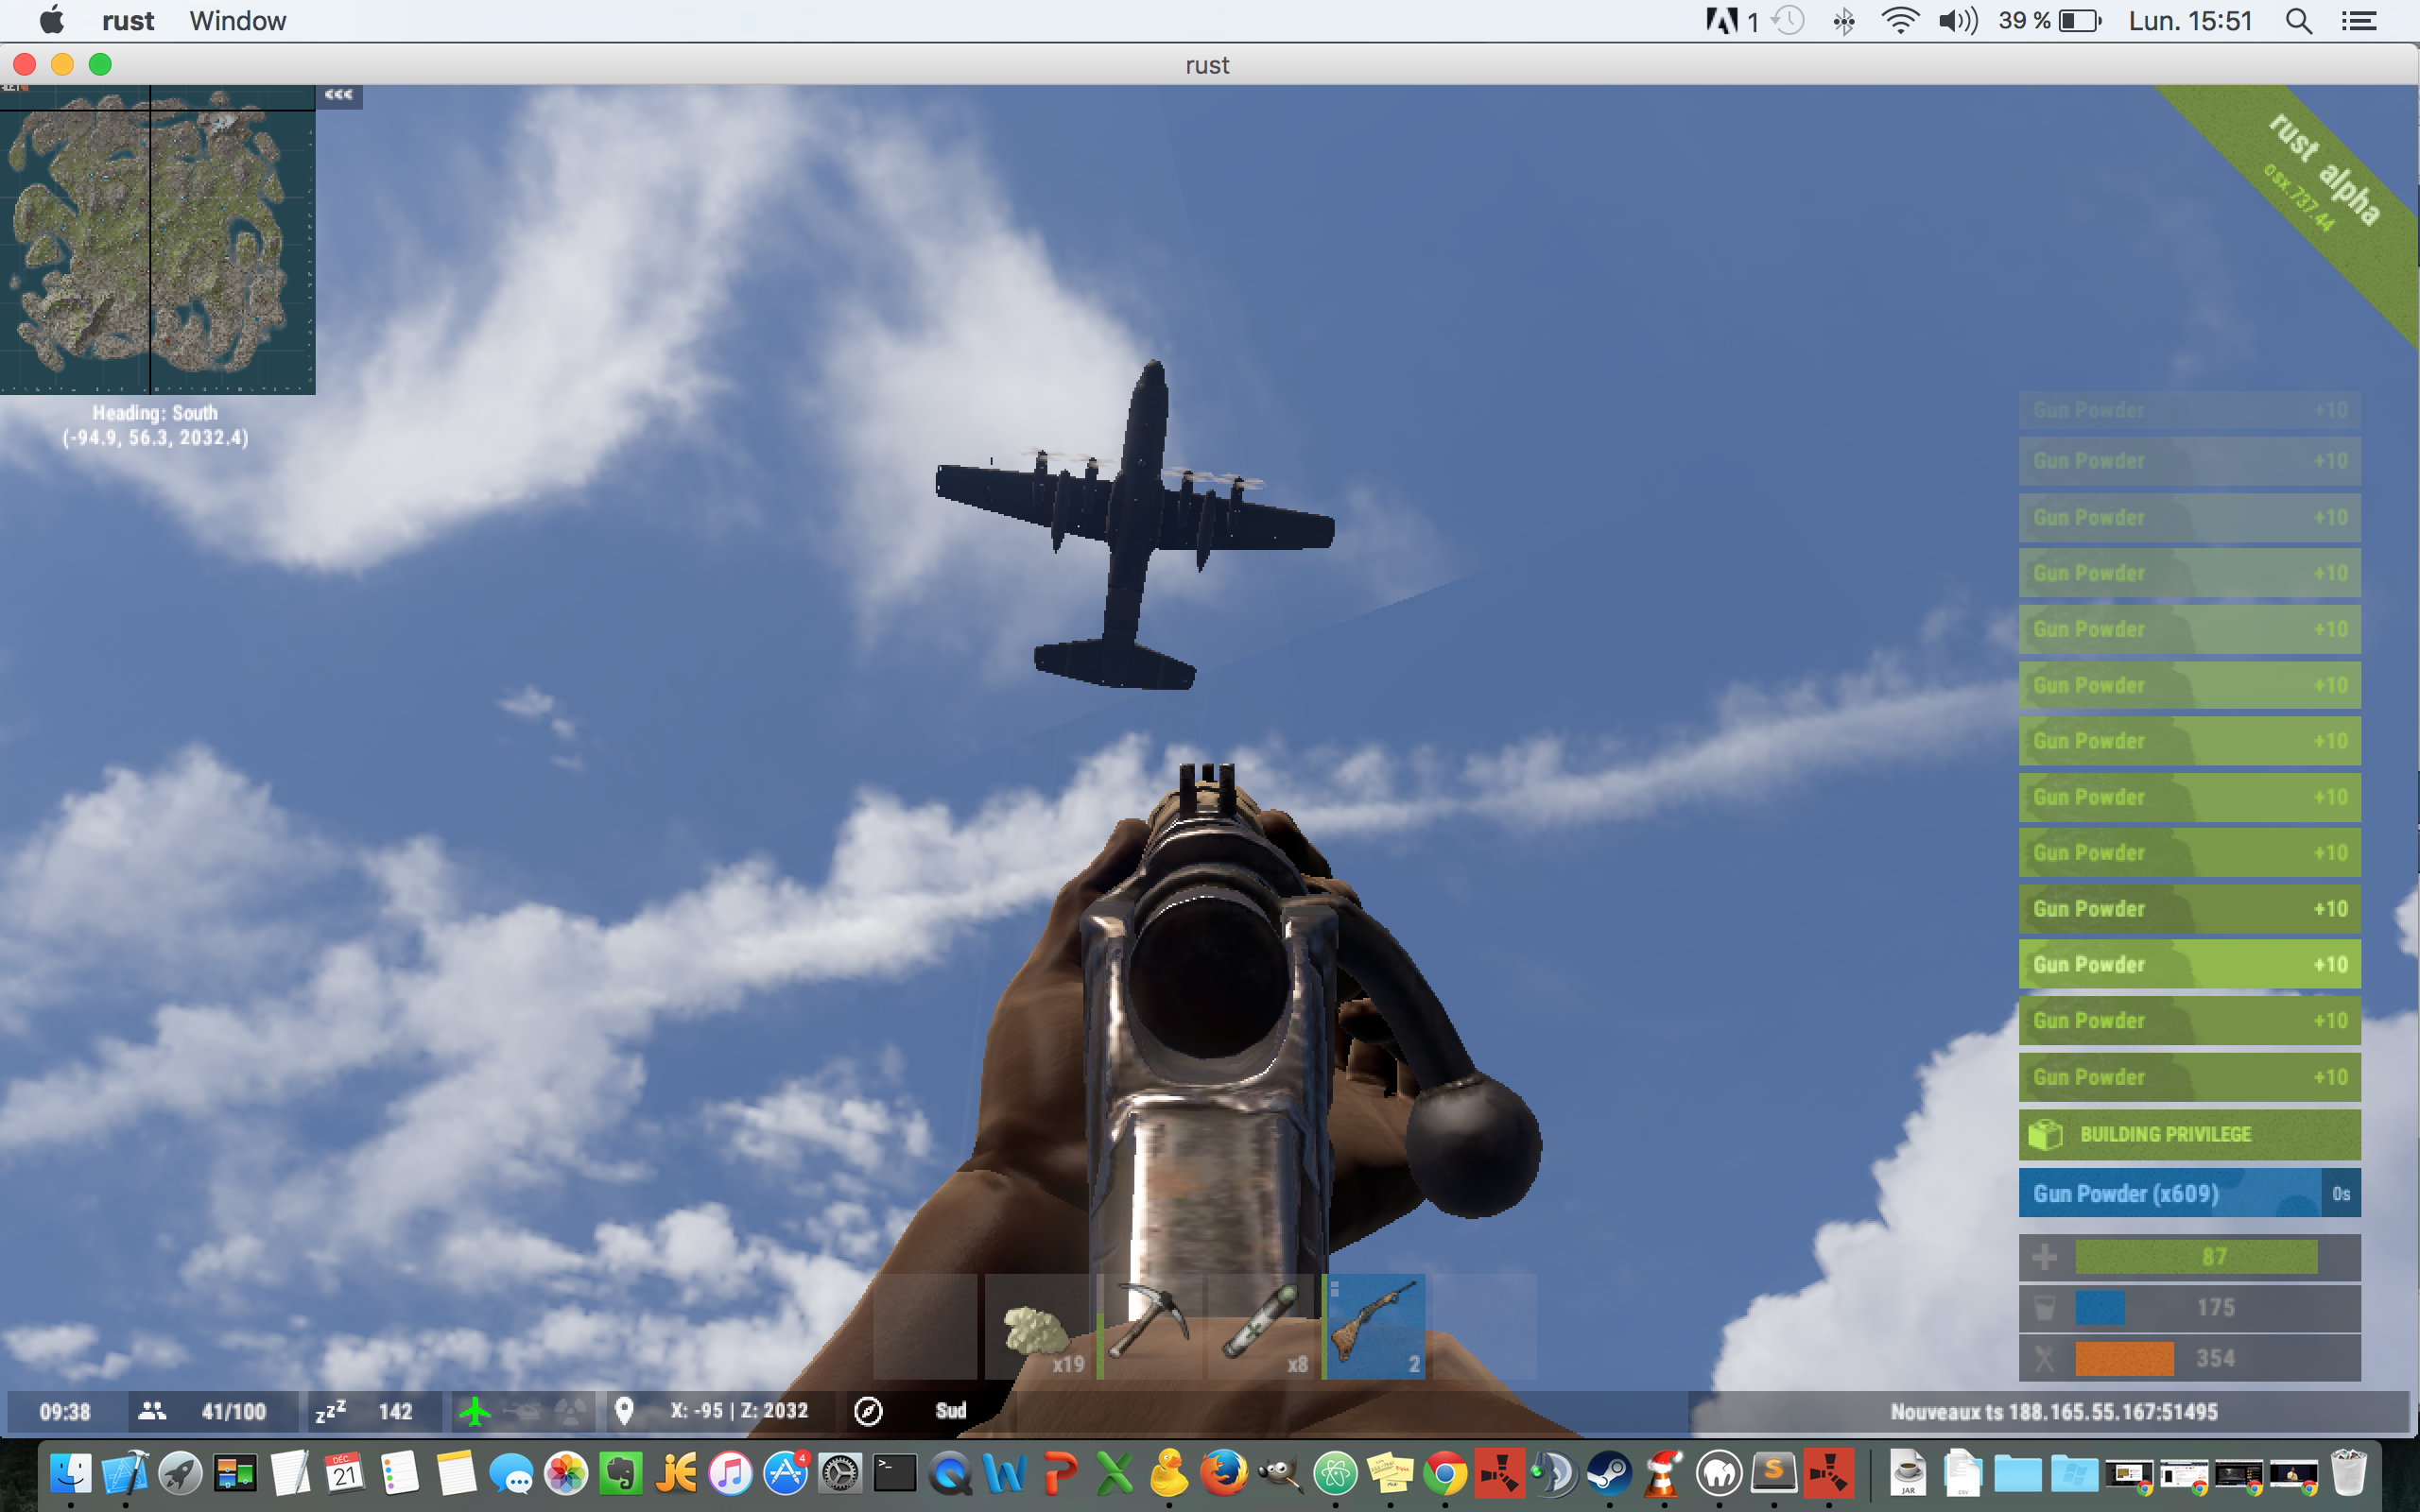 rust Window
1 39 % Lun. 15:51
rust
<<<
Heading: South
(-94.9, 56.3, 2032.4)
rust alpha
osx.737.44
Gun Powder +10
Gun Powder +10
Gun Powder +10
Gun Powder +10
Gun Powder +10
Gun Powder +10
Gun Powder +10
Gun Powder +10
Gun Powder +10
Gun Powder +10
Gun Powder +10
Gun Powder +10
Gun Powder +10
BUILDING PRIVILEGE
Gun Powder (x609) 0s
87
175
354
x19 x8 2
09:38 41/100 zzz 142 X: -95 | Z: 2032 Sud
Nouveaux ts 188.165.55.167:51495
DEC. 21
4
JAR
CSV